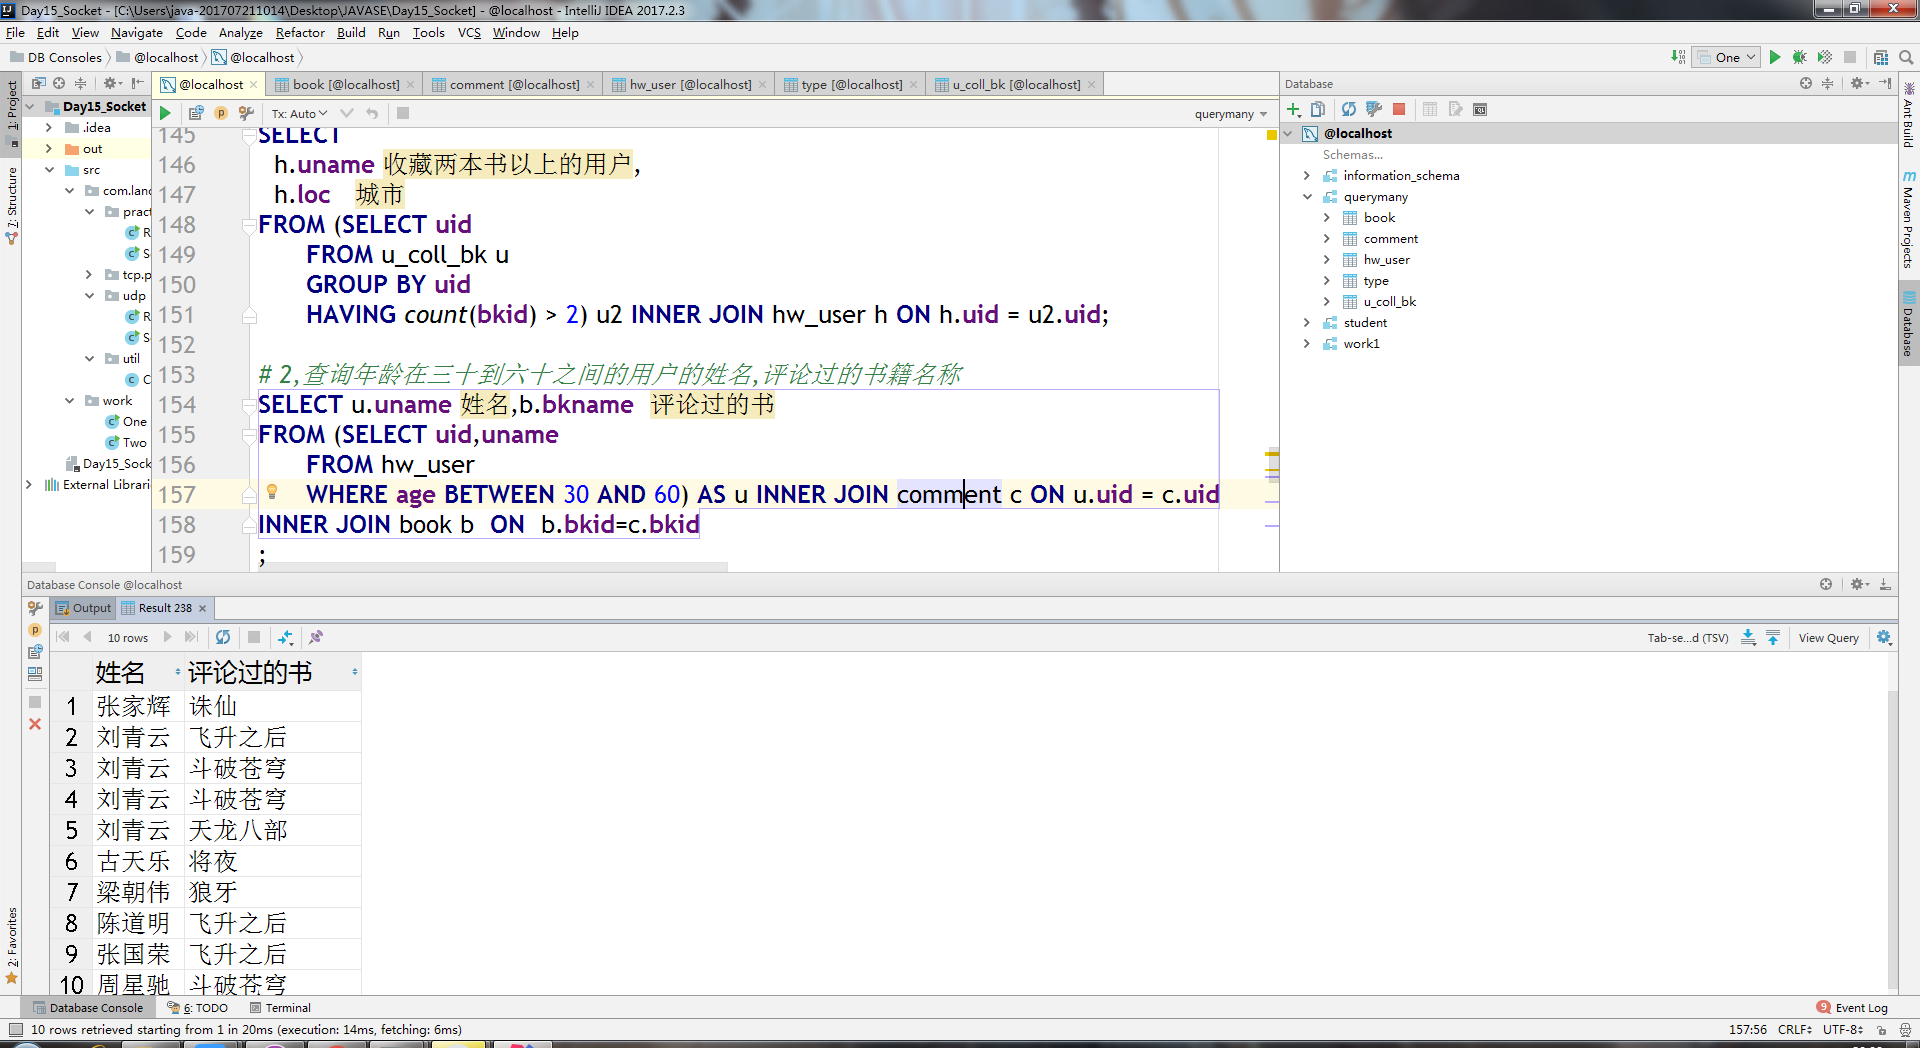 Day15_Socket - [C:\Users\java-201707211014\Desktop\JAVASE\Day15_Socket] - @localhost - IntelliJ IDEA 2017.2.3
File Edit View Navigate Code Analyze Refactor Build Run Tools VCS Window Help
DB Consoles @localhost @localhost
One
1: Project
7: Structure
2: Favorites
Day15_Socket
.idea
out
src
com.lan
pract
R
S
tcp.p
udp
R
S
util
C
work
One
Two
Day15_Sock
External Librari
@localhost book [@localhost] comment [@localhost] hw_user [@localhost] type [@localhost] u_coll_bk [@localhost]
Tx: Auto querymany
145 SELECT
146 h.uname 收藏两本书以上的用户,
147 h.loc 城市
148 FROM (SELECT uid
149 FROM u_coll_bk u
150 GROUP BY uid
151 HAVING count(bkid) > 2) u2 INNER JOIN hw_user h ON h.uid = u2.uid;
152
153 # 2,查询年龄在三十到六十之间的用户的姓名,评论过的书籍名称
154 SELECT u.uname 姓名,b.bkname 评论过的书
155 FROM (SELECT uid,uname
156 FROM hw_user
157 WHERE age BETWEEN 30 AND 60) AS u INNER JOIN comment c ON u.uid = c.uid
158 INNER JOIN book b ON b.bkid=c.bkid
159 ;
Database
@localhost
Schemas...
information_schema
querymany
book
comment
hw_user
type
u_coll_bk
student
work1
Ant Build
Maven Projects
Database
Database Console @localhost
Output Result 238
10 rows
Tab-se...d (TSV) View Query
姓名 评论过的书
1 张家辉 诛仙
2 刘青云 飞升之后
3 刘青云 斗破苍穹
4 刘青云 斗破苍穹
5 刘青云 天龙八部
6 古天乐 将夜
7 梁朝伟 狼牙
8 陈道明 飞升之后
9 张国荣 飞升之后
10 周星驰 斗破苍穹
Database Console 6: TODO Terminal 9 Event Log
10 rows retrieved starting from 1 in 20ms (execution: 14ms, fetching: 6ms) 157:56 CRLF UTF-8